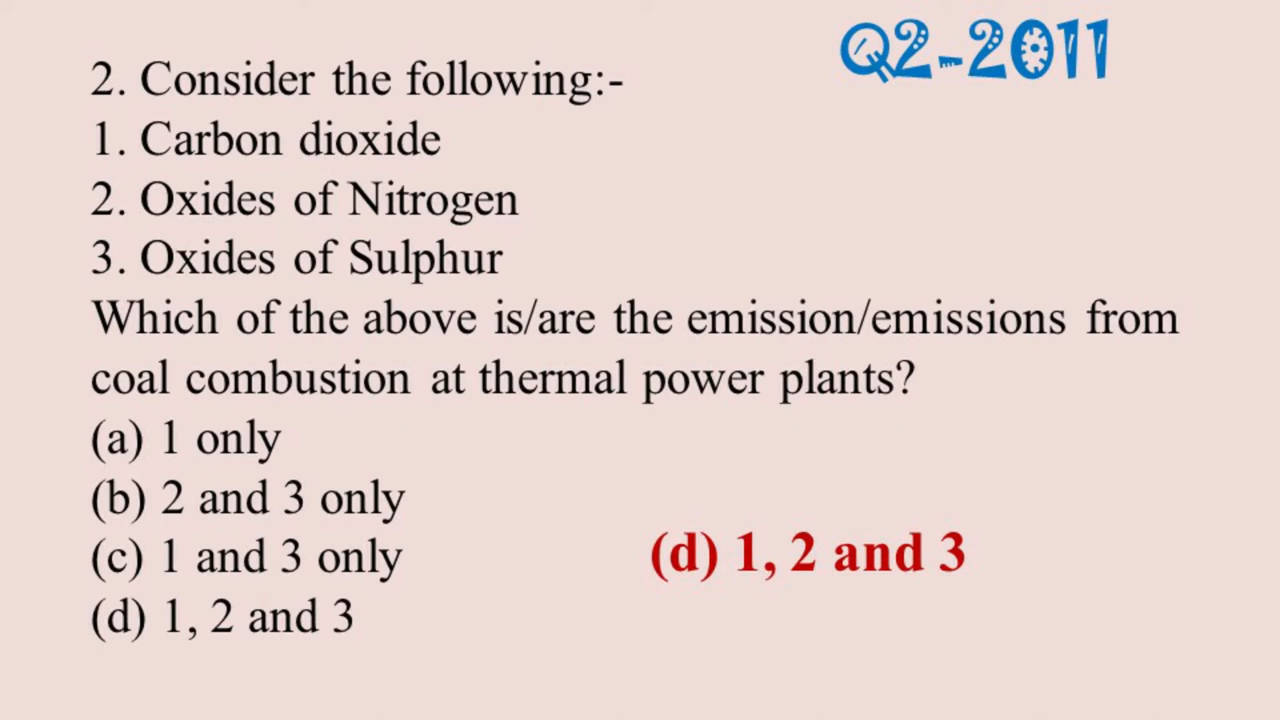 Q2-2011
2. Consider the following:-
1. Carbon dioxide
2. Oxides of Nitrogen
3. Oxides of Sulphur
Which of the above is/are the emission/emissions from
coal combustion at thermal power plants?
(a) 1 only
(b) 2 and 3 only
(c) 1 and 3 only
(d) 1, 2 and 3
(d) 1, 2 and 3